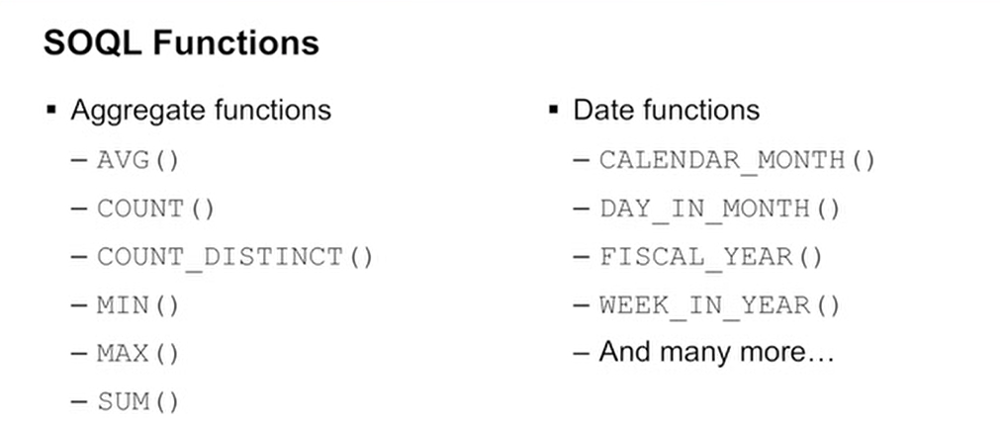 SOQL Functions
▪ Aggregate functions
– AVG()
– COUNT()
– COUNT_DISTINCT()
– MIN()
– MAX()
– SUM()
▪ Date functions
– CALENDAR_MONTH()
– DAY_IN_MONTH()
– FISCAL_YEAR()
– WEEK_IN_YEAR()
– And many more…